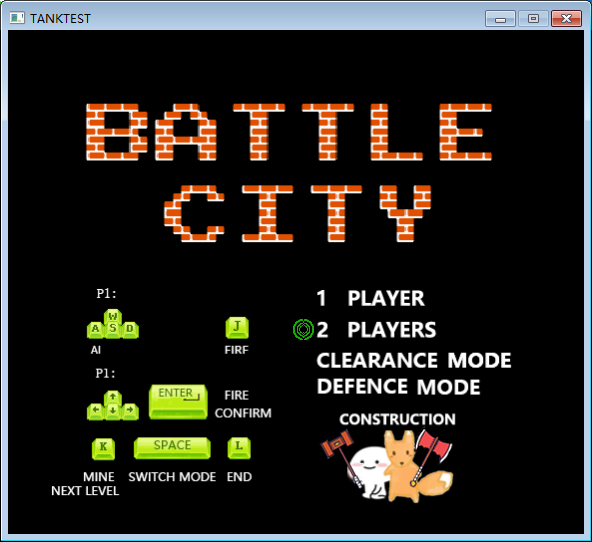 TANKTEST
BATTLE
CITY
P1:
W
A S D
J
AI
FIRF
P1:
ENTER
FIRE
CONFIRM
K
SPACE
L
MINE
SWITCH MODE
END
NEXT LEVEL
1 PLAYER
2 PLAYERS
CLEARANCE MODE
DEFENCE MODE
CONSTRUCTION